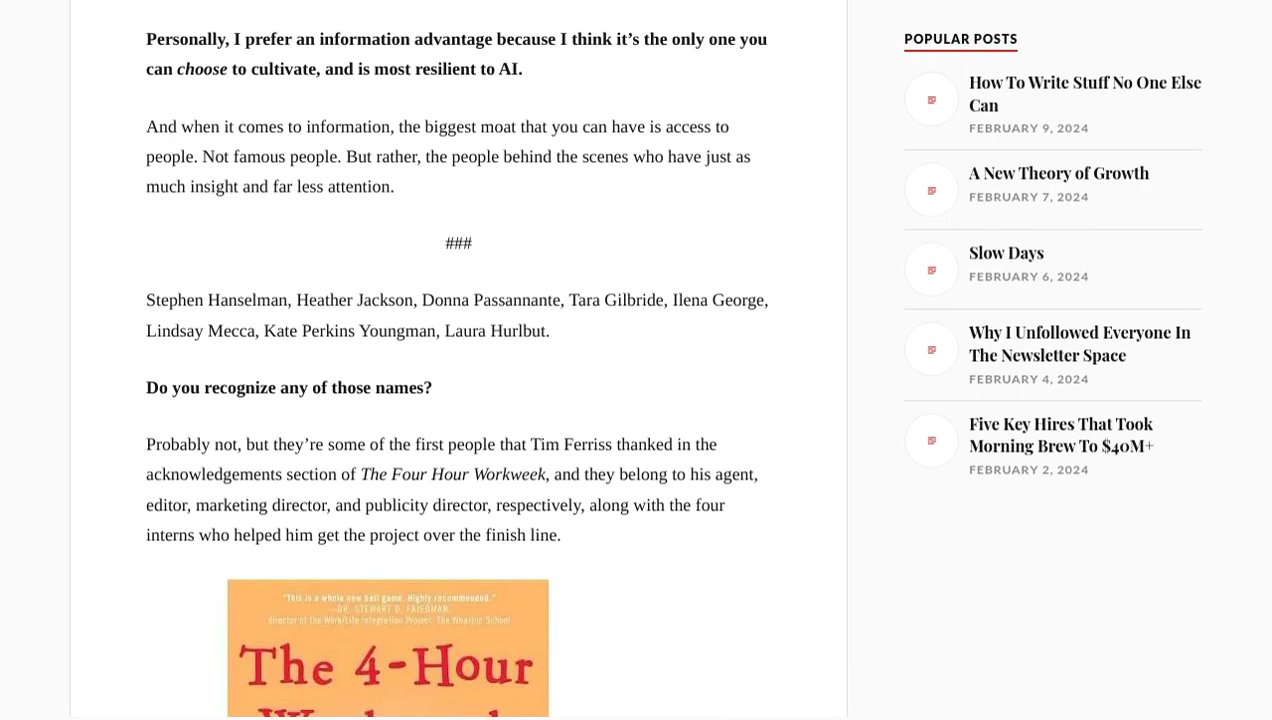 Personally, I prefer an information advantage because I think it’s the only one you
can choose to cultivate, and is most resilient to AI.
And when it comes to information, the biggest moat that you can have is access to
people. Not famous people. But rather, the people behind the scenes who have just as
much insight and far less attention.
###
Stephen Hanselman, Heather Jackson, Donna Passannante, Tara Gilbride, Ilena George,
Lindsay Mecca, Kate Perkins Youngman, Laura Hurlbut.
Do you recognize any of those names?
Probably not, but they’re some of the first people that Tim Ferriss thanked in the
acknowledgements section of The Four Hour Workweek, and they belong to his agent,
editor, marketing director, and publicity director, respectively, along with the four
interns who helped him get the project over the finish line.
"This is a whole new ball game. Highly recommended."
—DR. STEWART D. FRIEDMAN,
director of the Work/Life Integration Project, The Wharton School
The 4-Hour
POPULAR POSTS
How To Write Stuff No One Else
Can
FEBRUARY 9, 2024
A New Theory of Growth
FEBRUARY 7, 2024
Slow Days
FEBRUARY 6, 2024
Why I Unfollowed Everyone In
The Newsletter Space
FEBRUARY 4, 2024
Five Key Hires That Took
Morning Brew To $40M+
FEBRUARY 2, 2024